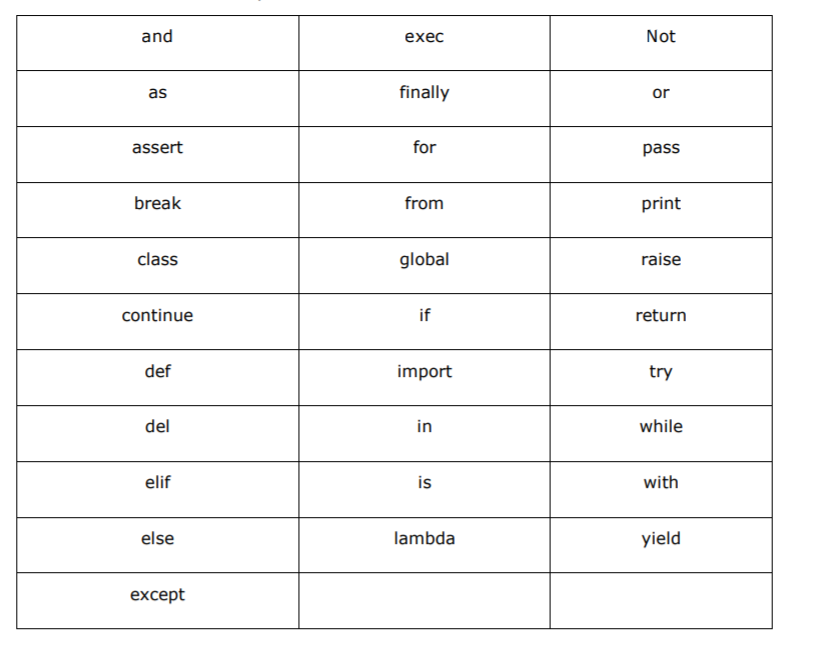 and exec Not
as finally or
assert for pass
break from print
class global raise
continue if return
def import try
del in while
elif is with
else lambda yield
except